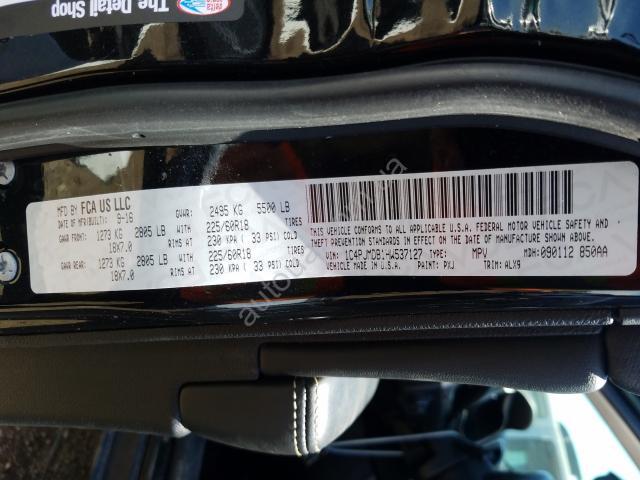 The Detail
Shop
MFD BY FCA US LLC
DATE OF MFR/BUILT: 9-16
GVWR: 2495 KG 5500 LB
GAWR FRONT: 1273 KG 2805 LB 225/60R18 TIRES
18X7.0 RIMS AT 230 KPA ( 33 PSI) COLD
GAWR REAR: 1273 KG 2805 LB 225/60R18 TIRES
18X7.0 RIMS AT 230 KPA ( 33 PSI) COLD
THIS VEHICLE CONFORMS TO ALL APPLICABLE U.S.A. FEDERAL MOTOR VEHICLE SAFETY,
BUMPER, AND THEFT PREVENTION STANDARDS IN EFFECT ON THE DATE OF MANUFACTURE SHOWN ABOVE.
VIN: TYPE: MPV MDH: 090112 850AA
VEHICLE MADE IN U.S.A. PAINT: PXJ TRIM: ALX9